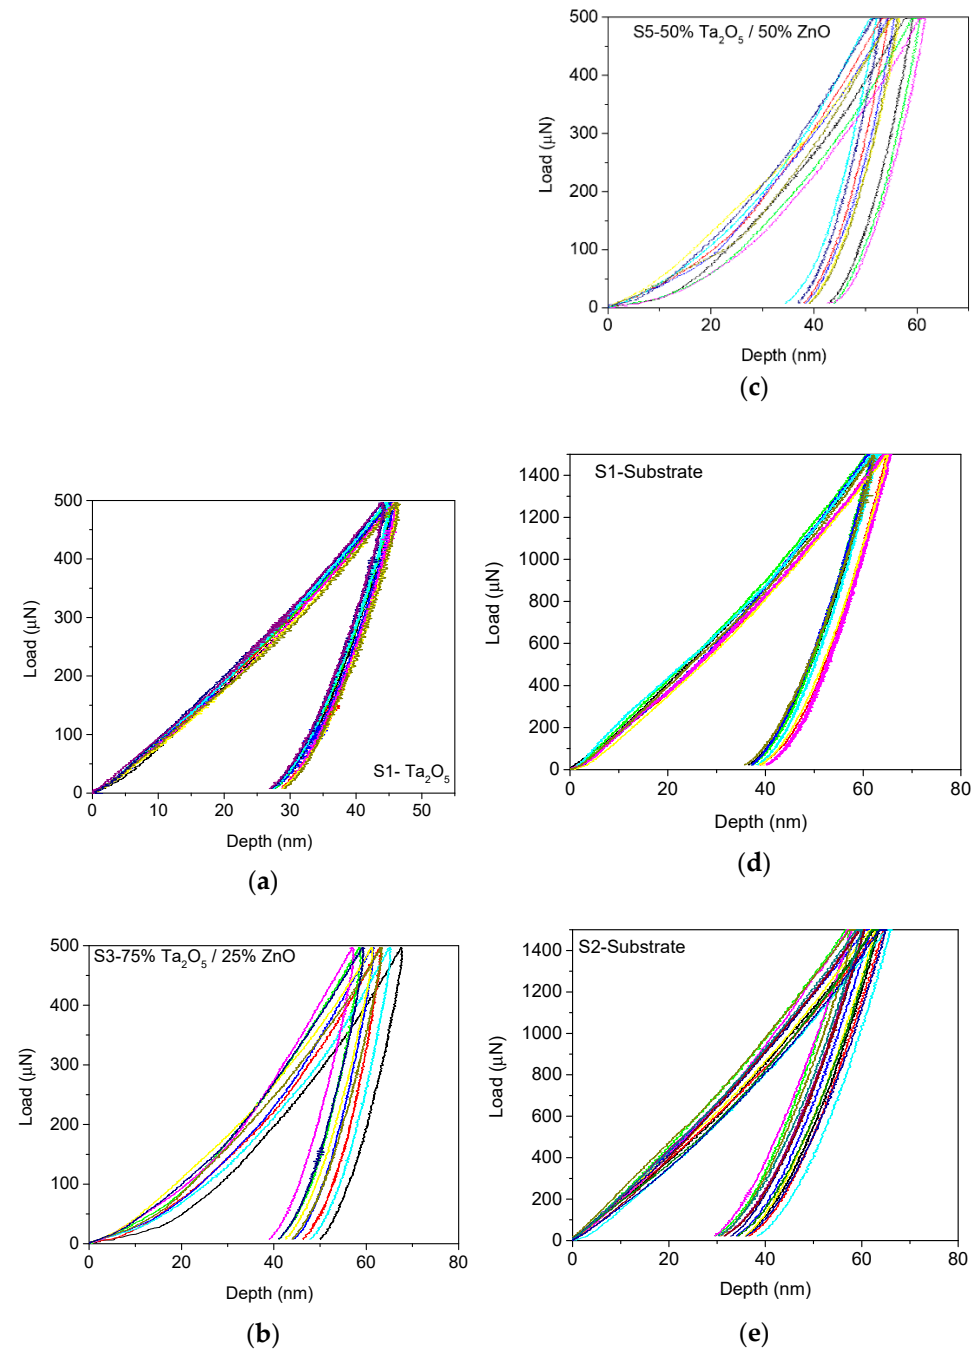 500
400
300
200
100
0
Load (µN)
S5-50% Ta2O5 / 50% ZnO
0 20 40 60
Depth (nm)
(c)
500
400
300
200
100
0
Load (µN)
S1- Ta2O5
0 10 20 30 40 50
Depth (nm)
(a)
1400
1200
1000
800
600
400
200
0
Load (µN)
S1-Substrate
0 20 40 60 80
Depth (nm)
(d)
500
400
300
200
100
0
Load (µN)
S3-75% Ta2O5 / 25% ZnO
0 20 40 60 80
Depth (nm)
(b)
1400
1200
1000
800
600
400
200
0
Load (µN)
S2-Substrate
0 20 40 60 80
Depth (nm)
(e)